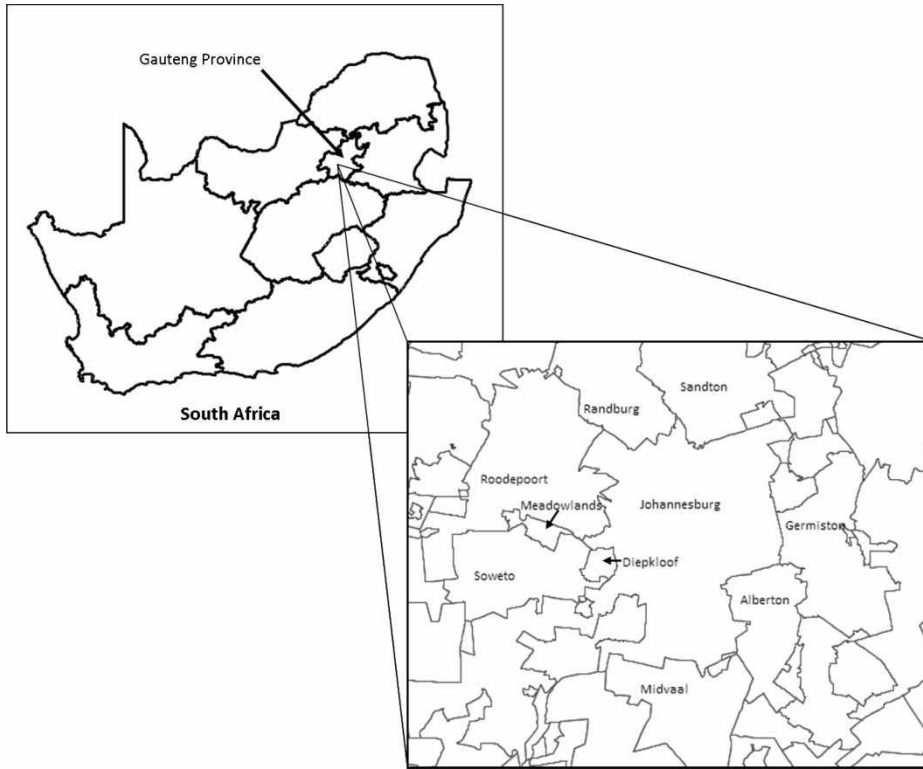 Gauteng Province
South Africa
Sandton
Randburg
Roodepoort
Meadowlands
Johannesburg
Germiston
Diepkloof
Soweto
Alberton
Midvaal